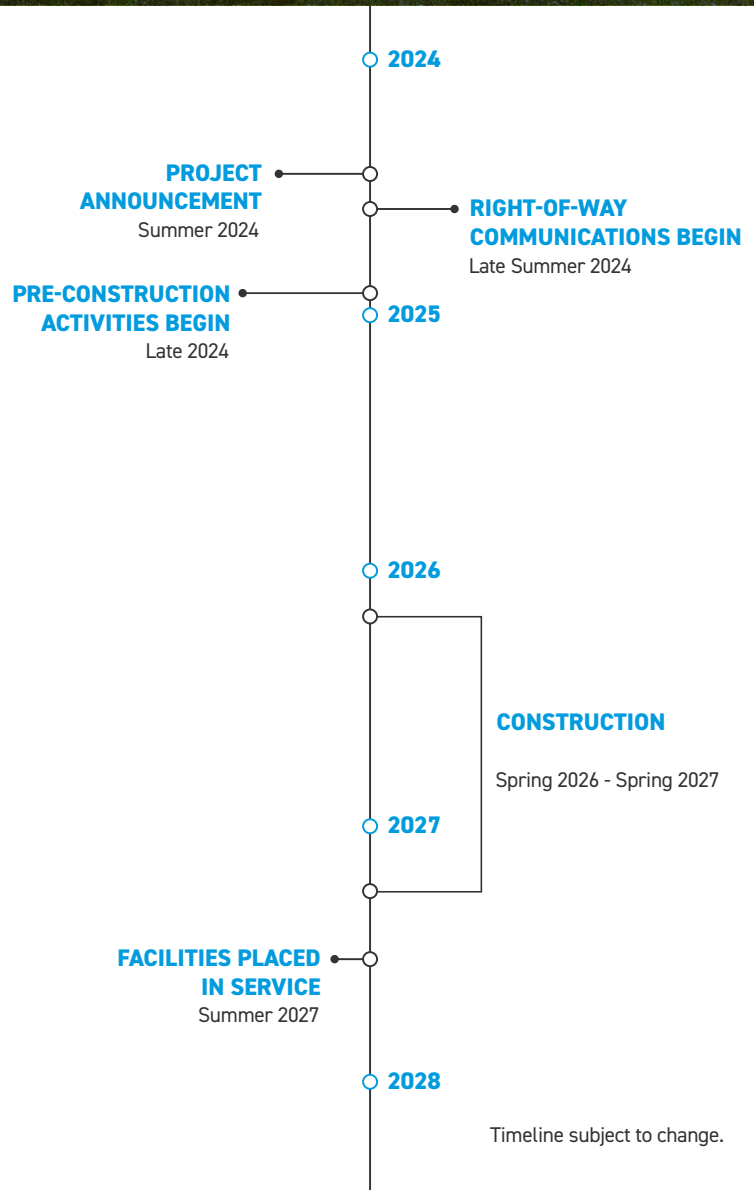 2024
PROJECT
ANNOUNCEMENT
Summer 2024
RIGHT-OF-WAY
COMMUNICATIONS BEGIN
Late Summer 2024
PRE-CONSTRUCTION
ACTIVITIES BEGIN
Late 2024
2025
2026
CONSTRUCTION
Spring 2026 - Spring 2027
2027
FACILITIES PLACED
IN SERVICE
Summer 2027
2028
Timeline subject to change.